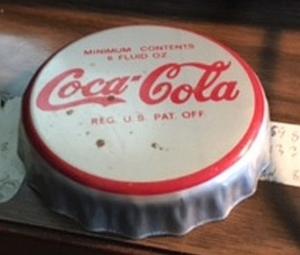 MINIMUM CONTENTS
6 FLUID OZ
Coca-Cola
REG. U.S. PAT. OFF.